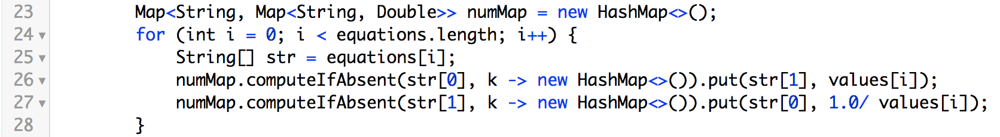 23 Map<String, Map<String, Double>> numMap = new HashMap<>();
24 for (int i = 0; i < equations.length; i++) {
25 String[] str = equations[i];
26 numMap.computeIfAbsent(str[0], k -> new HashMap<>()).put(str[1], values[i]);
27 numMap.computeIfAbsent(str[1], k -> new HashMap<>()).put(str[0], 1.0/ values[i]);
28 }